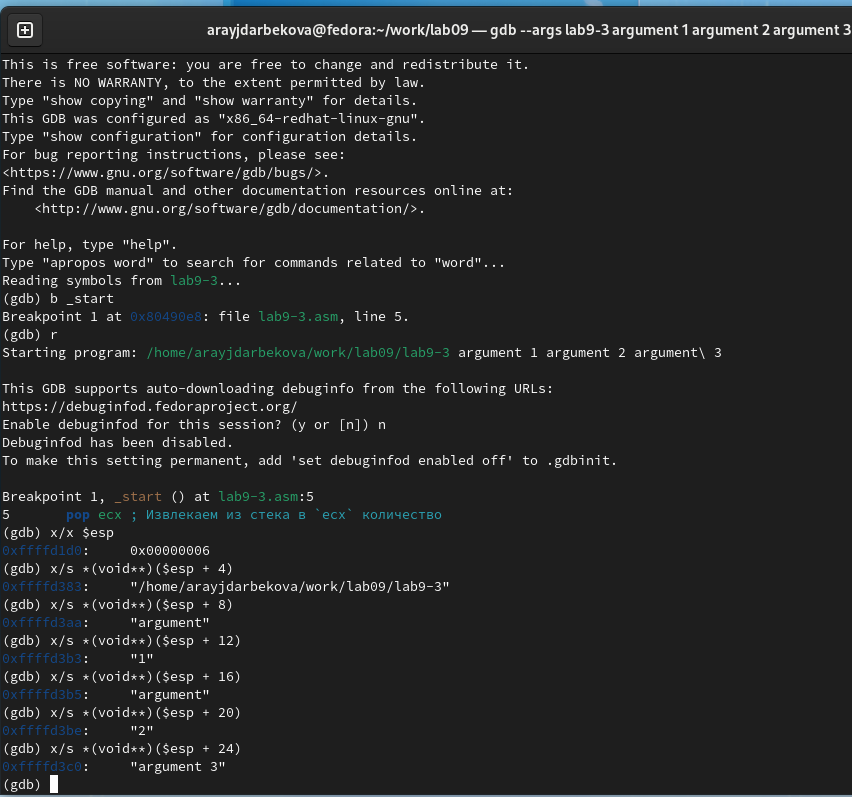 arayjdarbekova@fedora:~/work/lab09 — gdb --args lab9-3 argument 1 argument 2 argument 3
This is free software: you are free to change and redistribute it.
There is NO WARRANTY, to the extent permitted by law.
Type "show copying" and "show warranty" for details.
This GDB was configured as "x86_64-redhat-linux-gnu".
Type "show configuration" for configuration details.
For bug reporting instructions, please see:
<https://www.gnu.org/software/gdb/bugs/>.
Find the GDB manual and other documentation resources online at:
    <http://www.gnu.org/software/gdb/documentation/>.

For help, type "help".
Type "apropos word" to search for commands related to "word"...
Reading symbols from lab9-3...
(gdb) b _start
Breakpoint 1 at 0x80490e8: file lab9-3.asm, line 5.
(gdb) r
Starting program: /home/arayjdarbekova/work/lab09/lab9-3 argument 1 argument 2 argument\ 3

This GDB supports auto-downloading debuginfo from the following URLs:
https://debuginfod.fedoraproject.org/
Enable debuginfod for this session? (y or [n]) n
Debuginfod has been disabled.
To make this setting permanent, add 'set debuginfod enabled off' to .gdbinit.

Breakpoint 1, _start () at lab9-3.asm:5
5       pop ecx ; Извлекаем из стека в `ecx` количество
(gdb) x/x $esp
0xffffd1d0:     0x00000006
(gdb) x/s *(void**)($esp + 4)
0xffffd383:     "/home/arayjdarbekova/work/lab09/lab9-3"
(gdb) x/s *(void**)($esp + 8)
0xffffd3aa:     "argument"
(gdb) x/s *(void**)($esp + 12)
0xffffd3b3:     "1"
(gdb) x/s *(void**)($esp + 16)
0xffffd3b5:     "argument"
(gdb) x/s *(void**)($esp + 20)
0xffffd3be:     "2"
(gdb) x/s *(void**)($esp + 24)
0xffffd3c0:     "argument 3"
(gdb)